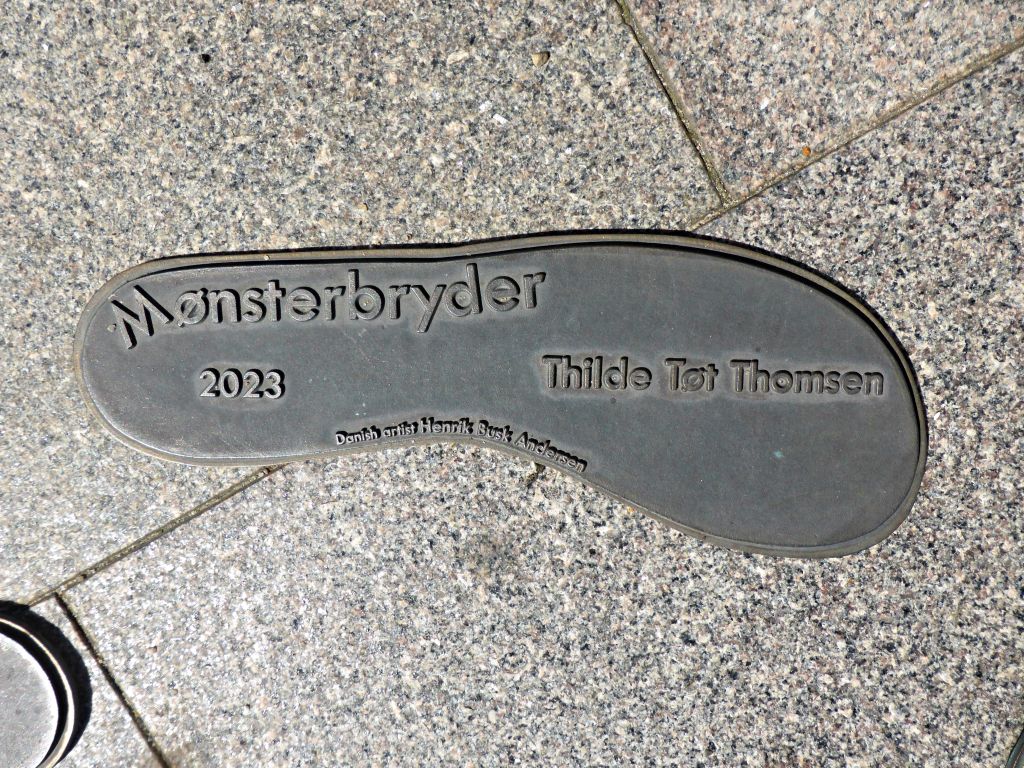 Mønsterbryder
2023
Thilde Tøt Thomsen
Danish artist Henrik Busk Andersen